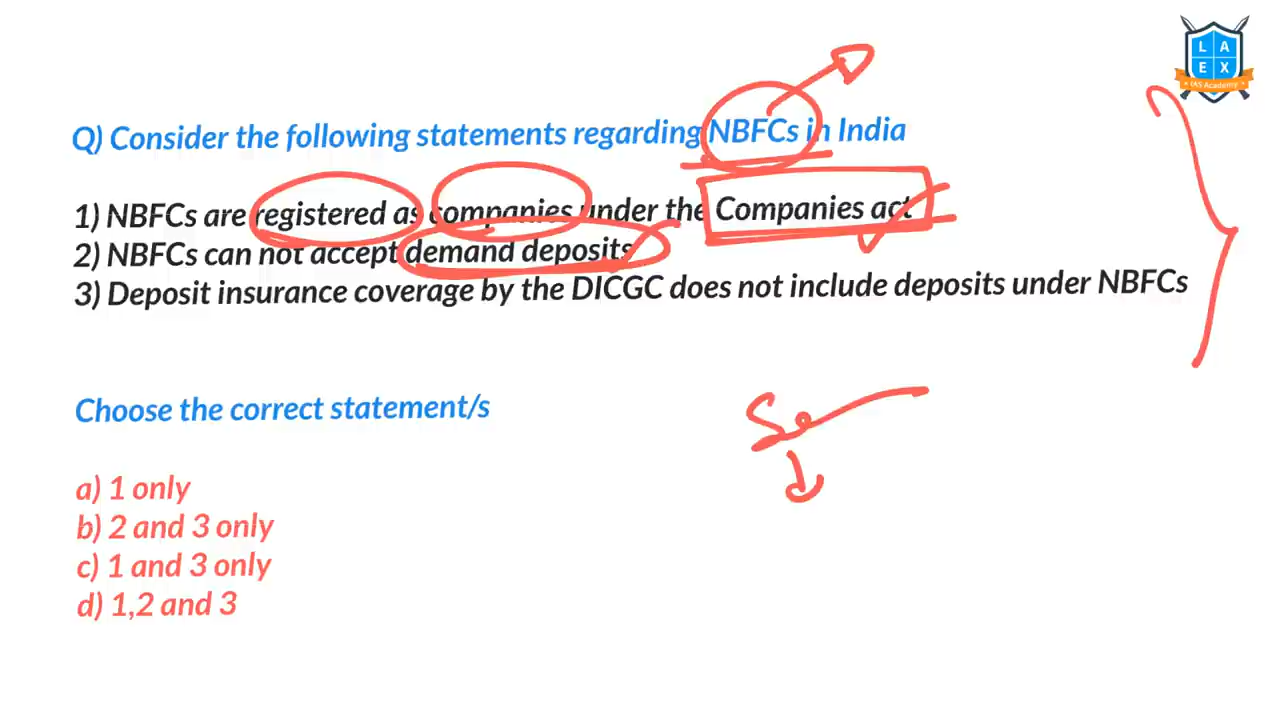 L A
E X
IAS Academy
Q) Consider the following statements regarding NBFCs in India
1) NBFCs are registered as companies under the Companies act
2) NBFCs can not accept demand deposits
3) Deposit insurance coverage by the DICGC does not include deposits under NBFCs
Choose the correct statement/s
a) 1 only
b) 2 and 3 only
c) 1 and 3 only
d) 1,2 and 3